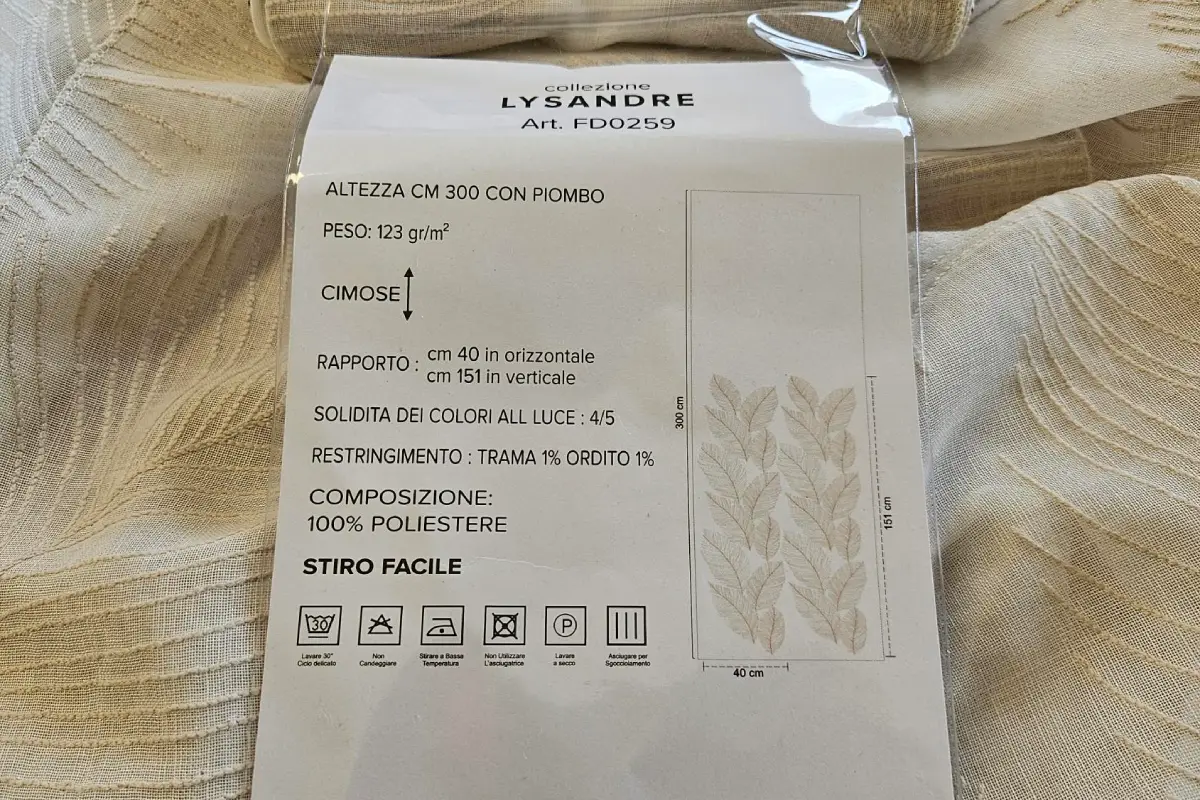 collezione
LYSANDRE
Art. FD0259
ALTEZZA CM 300 CON PIOMBO
PESO: 123 gr/m²
CIMOSE
RAPPORTO : cm 40 in orizzontale
cm 151 in verticale
SOLIDITA DEI COLORI ALL LUCE : 4/5
RESTRINGIMENTO : TRAMA 1% ORDITO 1%
COMPOSIZIONE:
100% POLIESTERE
STIRO FACILE
30
P
Lavare 30°
Ciclo delicato
Non
Candeggiare
Stirare a Bassa
Temperatura
Non Utilizzare
L'asciugatrice
Lavare
a secco
Asciugare per
Sgocciolamento
300 cm
151 cm
40 cm